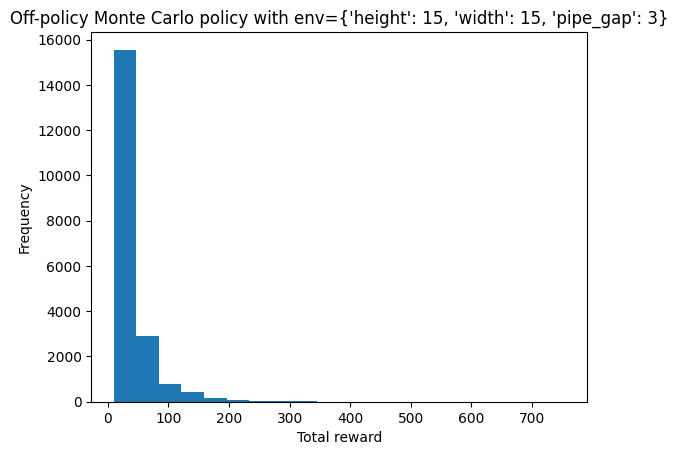 Off-policy Monte Carlo policy with env={'height': 15, 'width': 15, 'pipe_gap': 3}
16000
14000
12000
10000
8000
6000
4000
2000
0
Frequency
0 100 200 300 400 500 600 700
Total reward